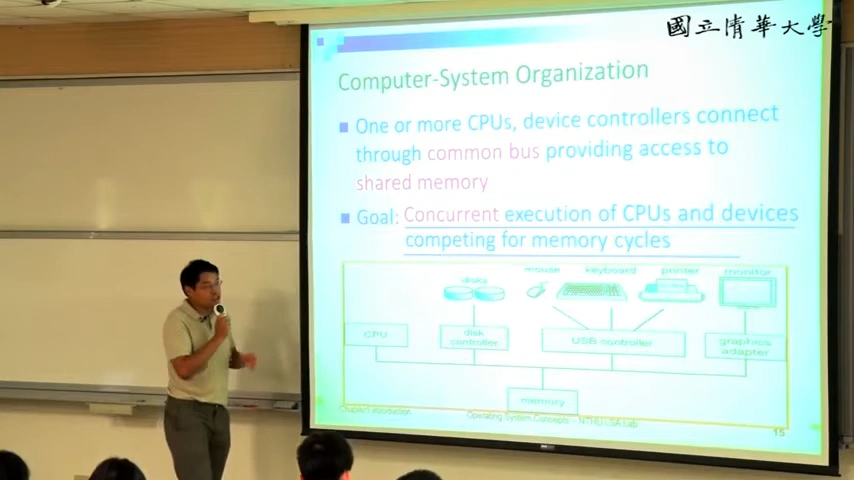 國立清華大學
Computer-System Organization
One or more CPUs, device controllers connect
through common bus providing access to
shared memory
Goal: Concurrent execution of CPUs and devices
competing for memory cycles
disks
mouse
keyboard
printer
monitor
CPU
disk
controller
USB controller
graphics
adapter
memory
Chapter1 Introduction
Operating System Concepts – NTHU LSA Lab
15